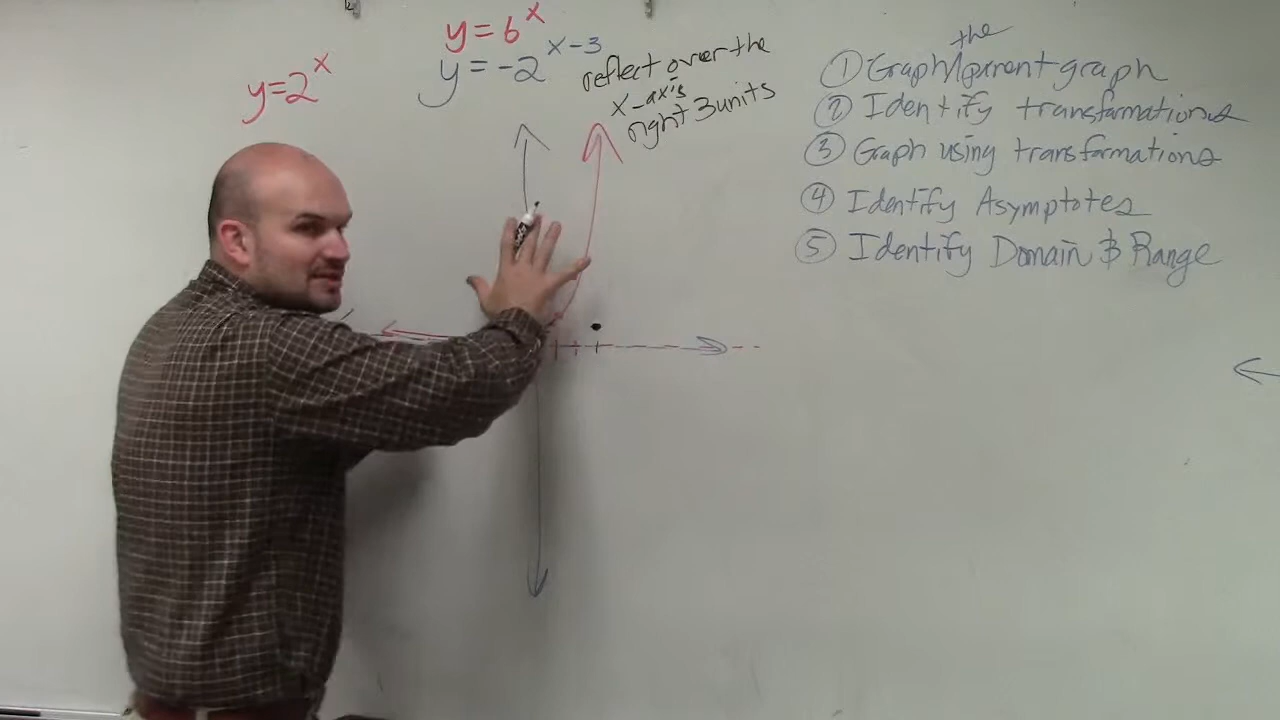 y=2^x
y=b^x
y=-2^{x-3}
reflect over the
x-axis
right 3 units
the
① Graph parent graph
② Identify transformations
③ Graph using transformations
④ Identify Asymptotes
⑤ Identify Domain & Range